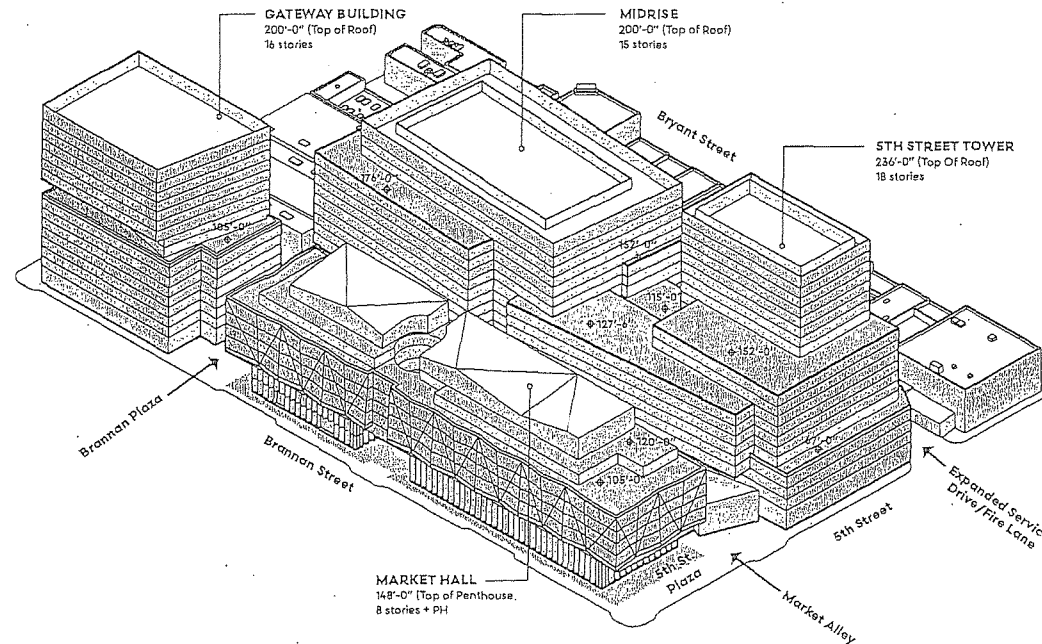 GATEWAY BUILDING
200'-0" (Top of Roof)
16 stories
MIDRISE
200'-0" (Top of Roof)
15 stories
Bryant Street
5TH STREET TOWER
236'-0" (Top Of Roof)
18 stories
176'-0"
105'-0"
152'-0"
115'-0"
127'-6"
152'-0"
Brannan Plaza
Brannan Street
120'-0"
105'-0"
67'-0"
Expanded Servic
Drive/Fire Lane
5th Street
5th St.
Plaza
Market Alley
MARKET HALL
148'-0" (Top of Penthouse,
8 stories + PH